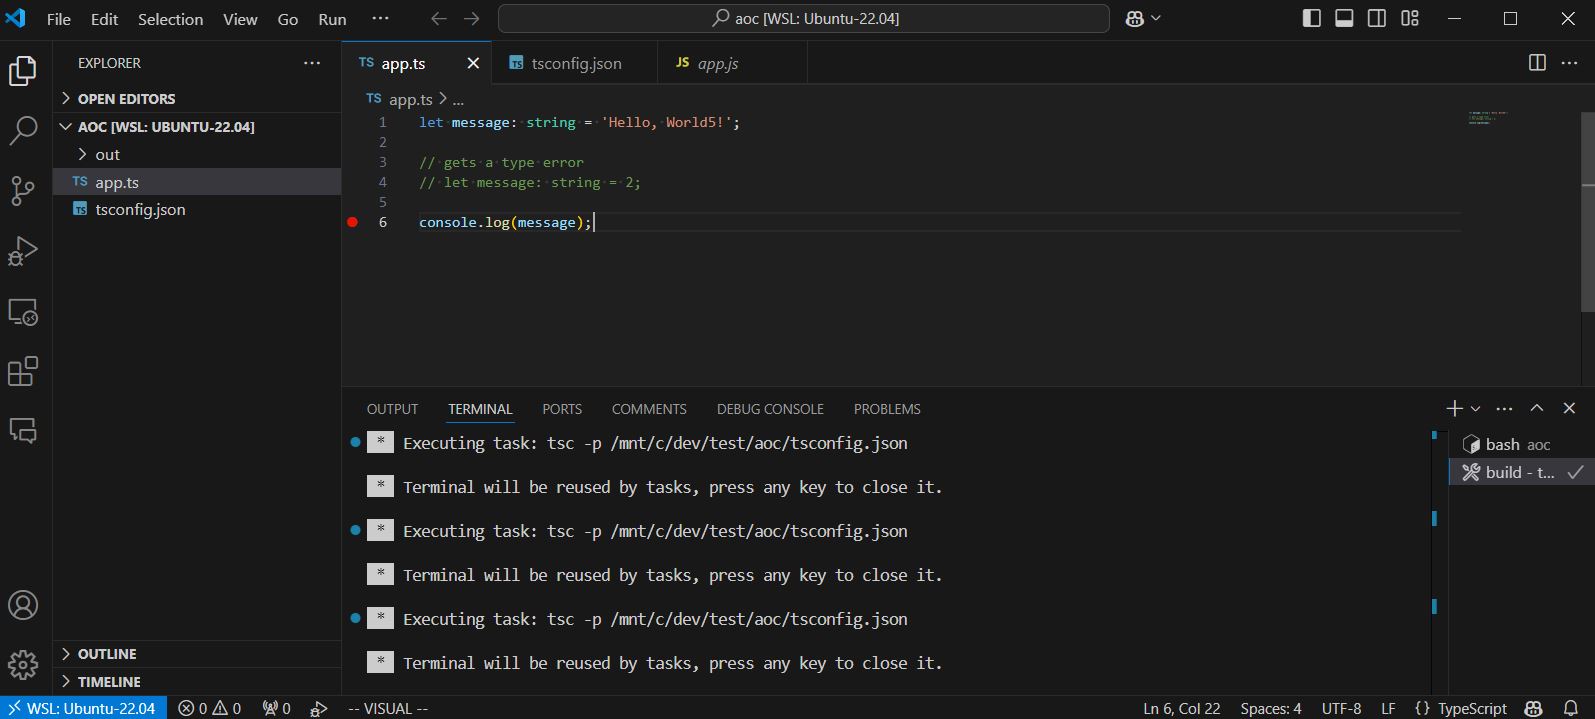 File Edit Selection View Go Run ··· aoc [WSL: Ubuntu-22.04]
EXPLORER ···
OPEN EDITORS
AOC [WSL: UBUNTU-22.04]
out
TS app.ts
TS tsconfig.json
OUTLINE
TIMELINE
TS app.ts TS tsconfig.json JS app.js
TS app.ts > ...
1 let message: string = 'Hello, World5!';
2
3 // gets a type error
4 // let message: string = 2;
5
6 console.log(message);
OUTPUT TERMINAL PORTS COMMENTS DEBUG CONSOLE PROBLEMS
* Executing task: tsc -p /mnt/c/dev/test/aoc/tsconfig.json
* Terminal will be reused by tasks, press any key to close it.
* Executing task: tsc -p /mnt/c/dev/test/aoc/tsconfig.json
* Terminal will be reused by tasks, press any key to close it.
* Executing task: tsc -p /mnt/c/dev/test/aoc/tsconfig.json
* Terminal will be reused by tasks, press any key to close it.
bash aoc
build - t...
WSL: Ubuntu-22.04 0 0 0 -- VISUAL -- Ln 6, Col 22 Spaces: 4 UTF-8 LF {} TypeScript